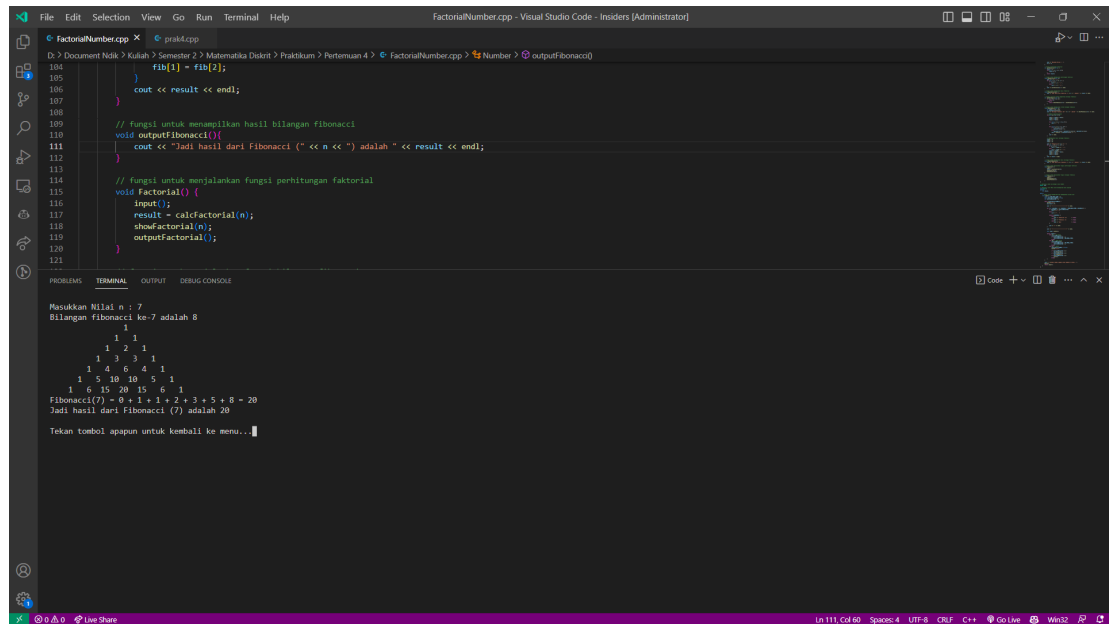 File Edit Selection View Go Run Terminal Help FactorialNumber.cpp - Visual Studio Code - Insiders [Administrator]
FactorialNumber.cpp × prak4.cpp
D: > Document Ndik > Kuliah > Semester 2 > Matematika Diskrit > Praktikum > Pertemuan 4 > FactorialNumber.cpp > Number > outputFibonacci()
104 fib[1] = fib[2];
105 }
106 cout << result << endl;
107 }
108
109 // fungsi untuk menampilkan hasil bilangan fibonacci
110 void outputFibonacci(){
111 cout << "Jadi hasil dari Fibonacci (" << n << ") adalah " << result << endl;
112 }
113
114 // fungsi untuk menjalankan fungsi perhitungan faktorial
115 void Factorial() {
116 input();
117 result = calcFactorial(n);
118 showFactorial(n);
119 outputFactorial();
120 }
121
PROBLEMS TERMINAL OUTPUT DEBUG CONSOLE Code
Masukkan Nilai n : 7
Bilangan fibonacci ke-7 adalah 8
1
1 1
1 2 1
1 3 3 1
1 4 6 4 1
1 5 10 10 5 1
1 6 15 20 15 6 1
Fibonacci(7) = 0 + 1 + 1 + 2 + 3 + 5 + 8 = 20
Jadi hasil dari Fibonacci (7) adalah 20
Tekan tombol apapun untuk kembali ke menu...
0 0 Live Share Ln 111, Col 60 Spaces: 4 UTF-8 CRLF C++ Go Live Win32